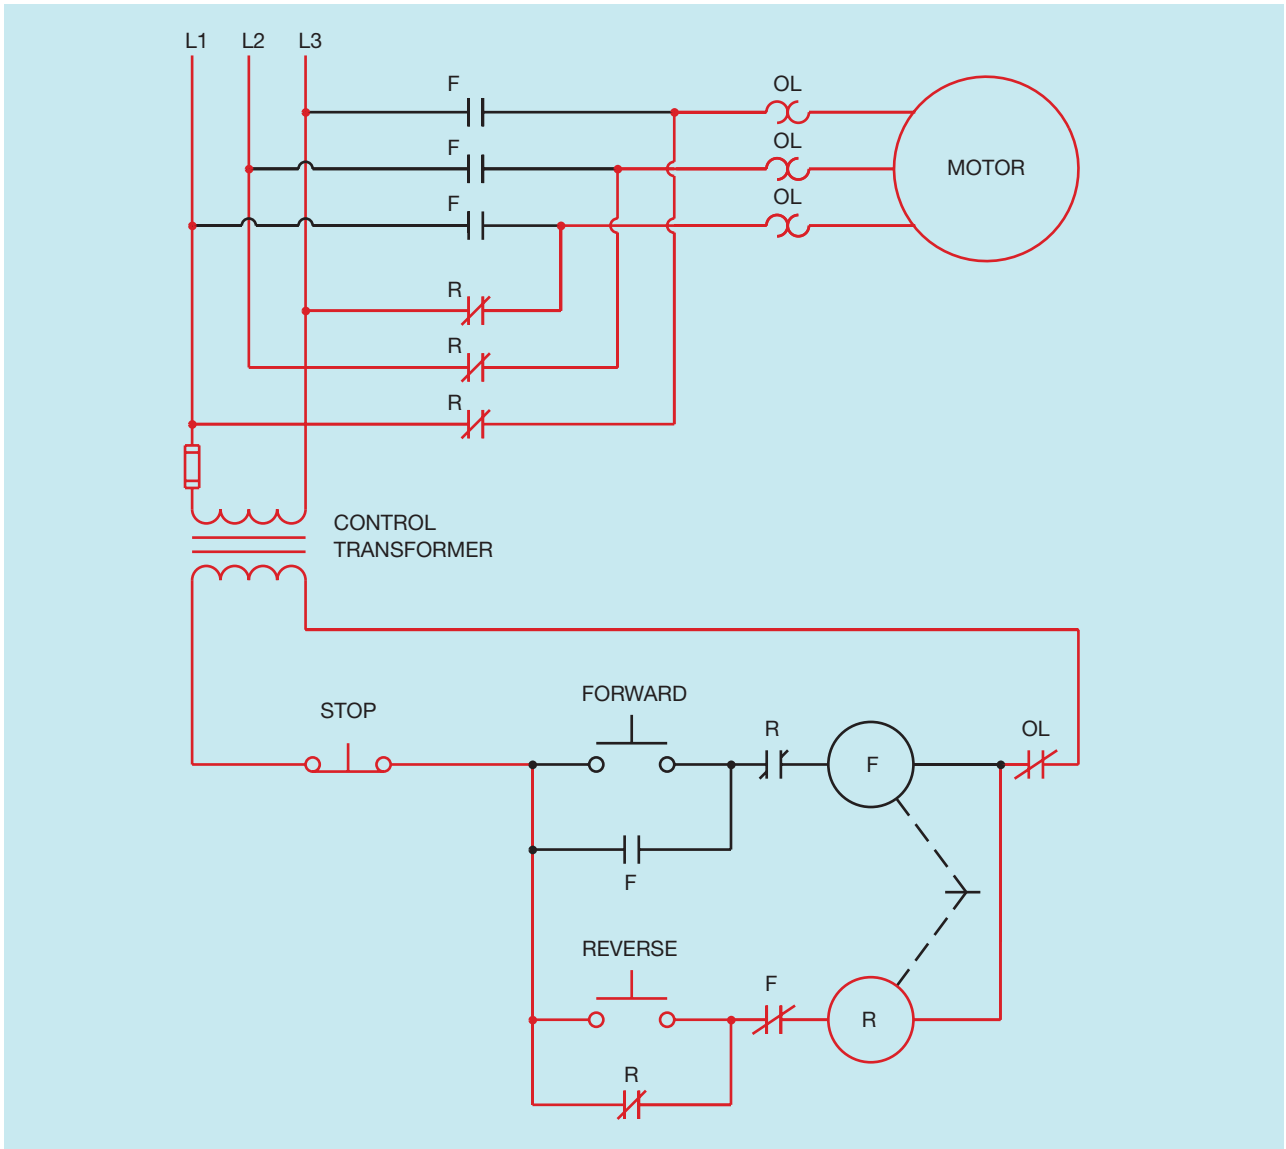 L1 L2 L3
F
OL
F
OL
MOTOR
F
OL
R
R
R
CONTROL
TRANSFORMER
FORWARD
STOP
R
OL
F
F
REVERSE
F
R
R